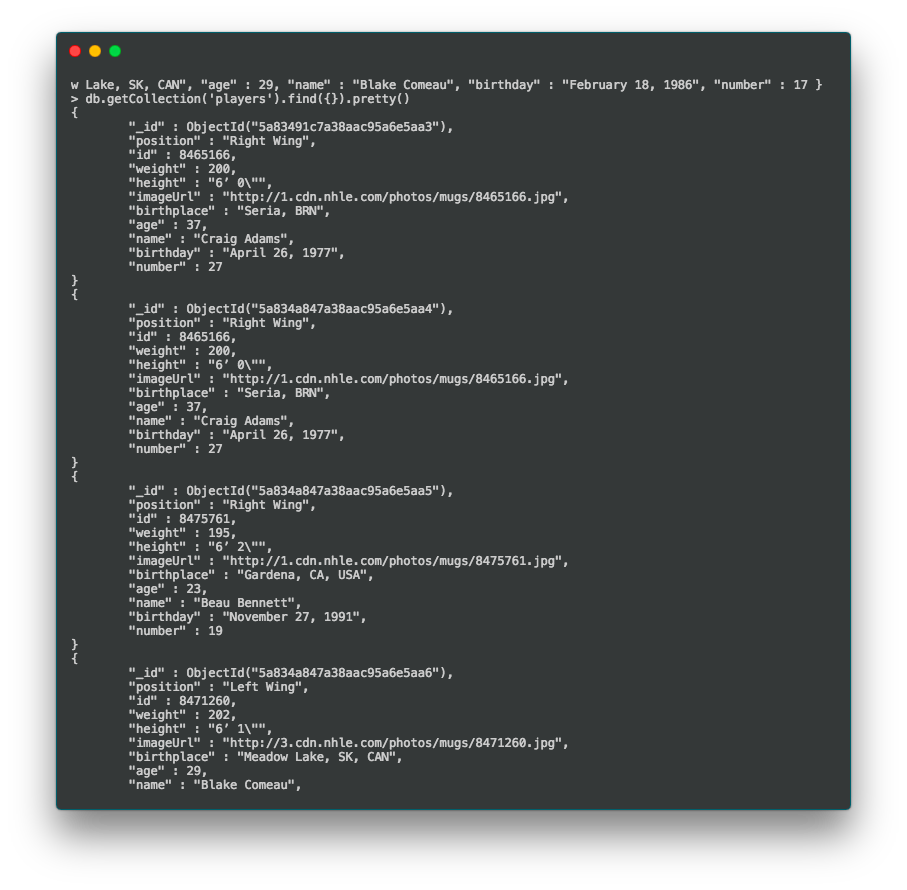 w Lake, SK, CAN", "age" : 29, "name" : "Blake Comeau", "birthday" : "February 18, 1986", "number" : 17 }
> db.getCollection('players').find({}).pretty()
{
        "_id" : ObjectId("5a83491c7a38aac95a6e5aa3"),
        "position" : "Right Wing",
        "id" : 8465166,
        "weight" : 200,
        "height" : "6’ 0\"",
        "imageUrl" : "http://1.cdn.nhle.com/photos/mugs/8465166.jpg",
        "birthplace" : "Seria, BRN",
        "age" : 37,
        "name" : "Craig Adams",
        "birthday" : "April 26, 1977",
        "number" : 27
}
{
        "_id" : ObjectId("5a834a847a38aac95a6e5aa4"),
        "position" : "Right Wing",
        "id" : 8465166,
        "weight" : 200,
        "height" : "6’ 0\"",
        "imageUrl" : "http://1.cdn.nhle.com/photos/mugs/8465166.jpg",
        "birthplace" : "Seria, BRN",
        "age" : 37,
        "name" : "Craig Adams",
        "birthday" : "April 26, 1977",
        "number" : 27
}
{
        "_id" : ObjectId("5a834a847a38aac95a6e5aa5"),
        "position" : "Right Wing",
        "id" : 8475761,
        "weight" : 195,
        "height" : "6’ 2\"",
        "imageUrl" : "http://1.cdn.nhle.com/photos/mugs/8475761.jpg",
        "birthplace" : "Gardena, CA, USA",
        "age" : 23,
        "name" : "Beau Bennett",
        "birthday" : "November 27, 1991",
        "number" : 19
}
{
        "_id" : ObjectId("5a834a847a38aac95a6e5aa6"),
        "position" : "Left Wing",
        "id" : 8471260,
        "weight" : 202,
        "height" : "6’ 1\"",
        "imageUrl" : "http://3.cdn.nhle.com/photos/mugs/8471260.jpg",
        "birthplace" : "Meadow Lake, SK, CAN",
        "age" : 29,
        "name" : "Blake Comeau",